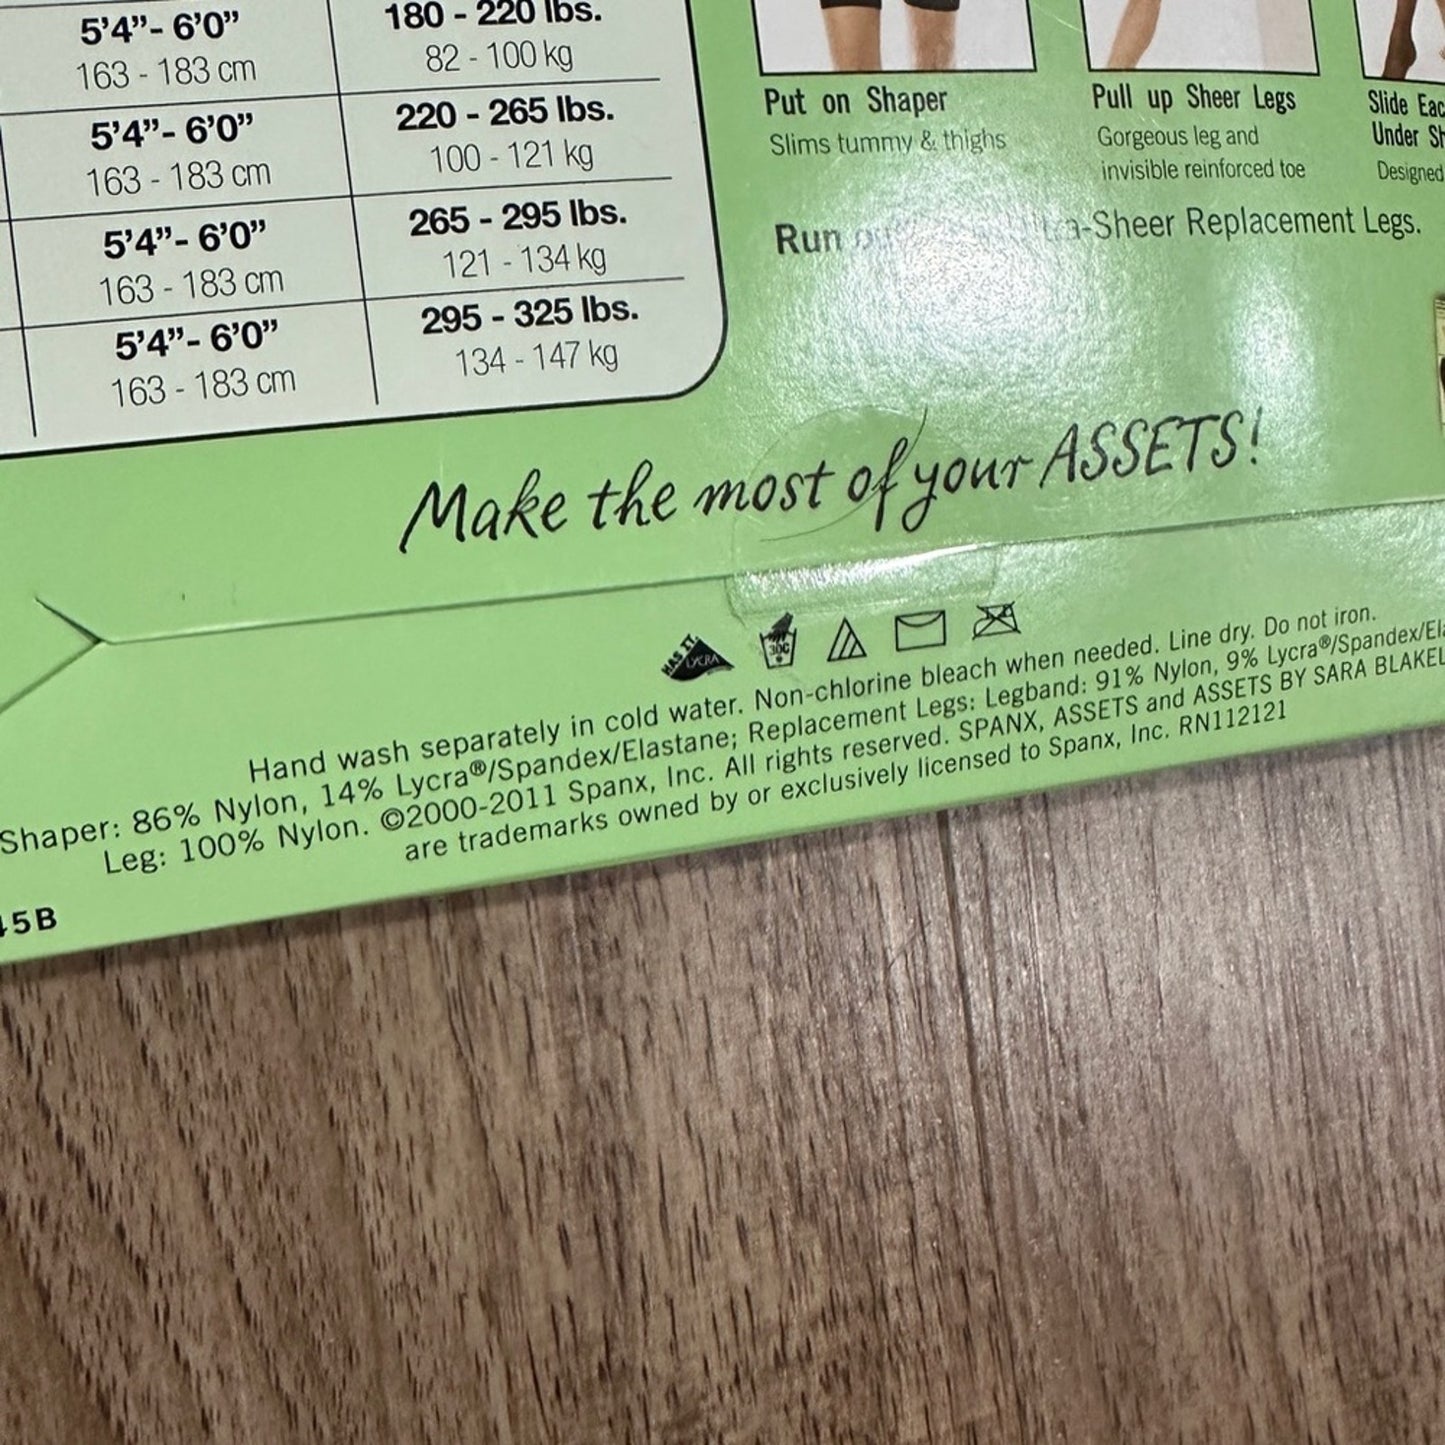 5’4”- 6’0”
163 - 183 cm
180 - 220 lbs.
82 - 100 kg
5’4”- 6’0”
163 - 183 cm
220 - 265 lbs.
100 - 121 kg
5’4”- 6’0”
163 - 183 cm
265 - 295 lbs.
121 - 134 kg
5’4”- 6’0”
163 - 183 cm
295 - 325 lbs.
134 - 147 kg
Put on Shaper
Slims tummy & thighs
Pull up Sheer Legs
Gorgeous leg and
invisible reinforced toe
Slide Eac
Under Sh
Designed
Run -Sheer Replacement Legs.
Make the most of your ASSETS!
HAS IT.
LYCRA
30C
Hand wash separately in cold water. Non-chlorine bleach when needed. Line dry. Do not iron.
Shaper: 86% Nylon, 14% Lycra®/Spandex/Elastane; Replacement Legs: Legband: 91% Nylon, 9% Lycra®/Spandex/Ela
Leg: 100% Nylon. ©2000-2011 Spanx, Inc. All rights reserved. SPANX, ASSETS and ASSETS BY SARA BLAKEL
are trademarks owned by or exclusively licensed to Spanx, Inc. RN112121
45B